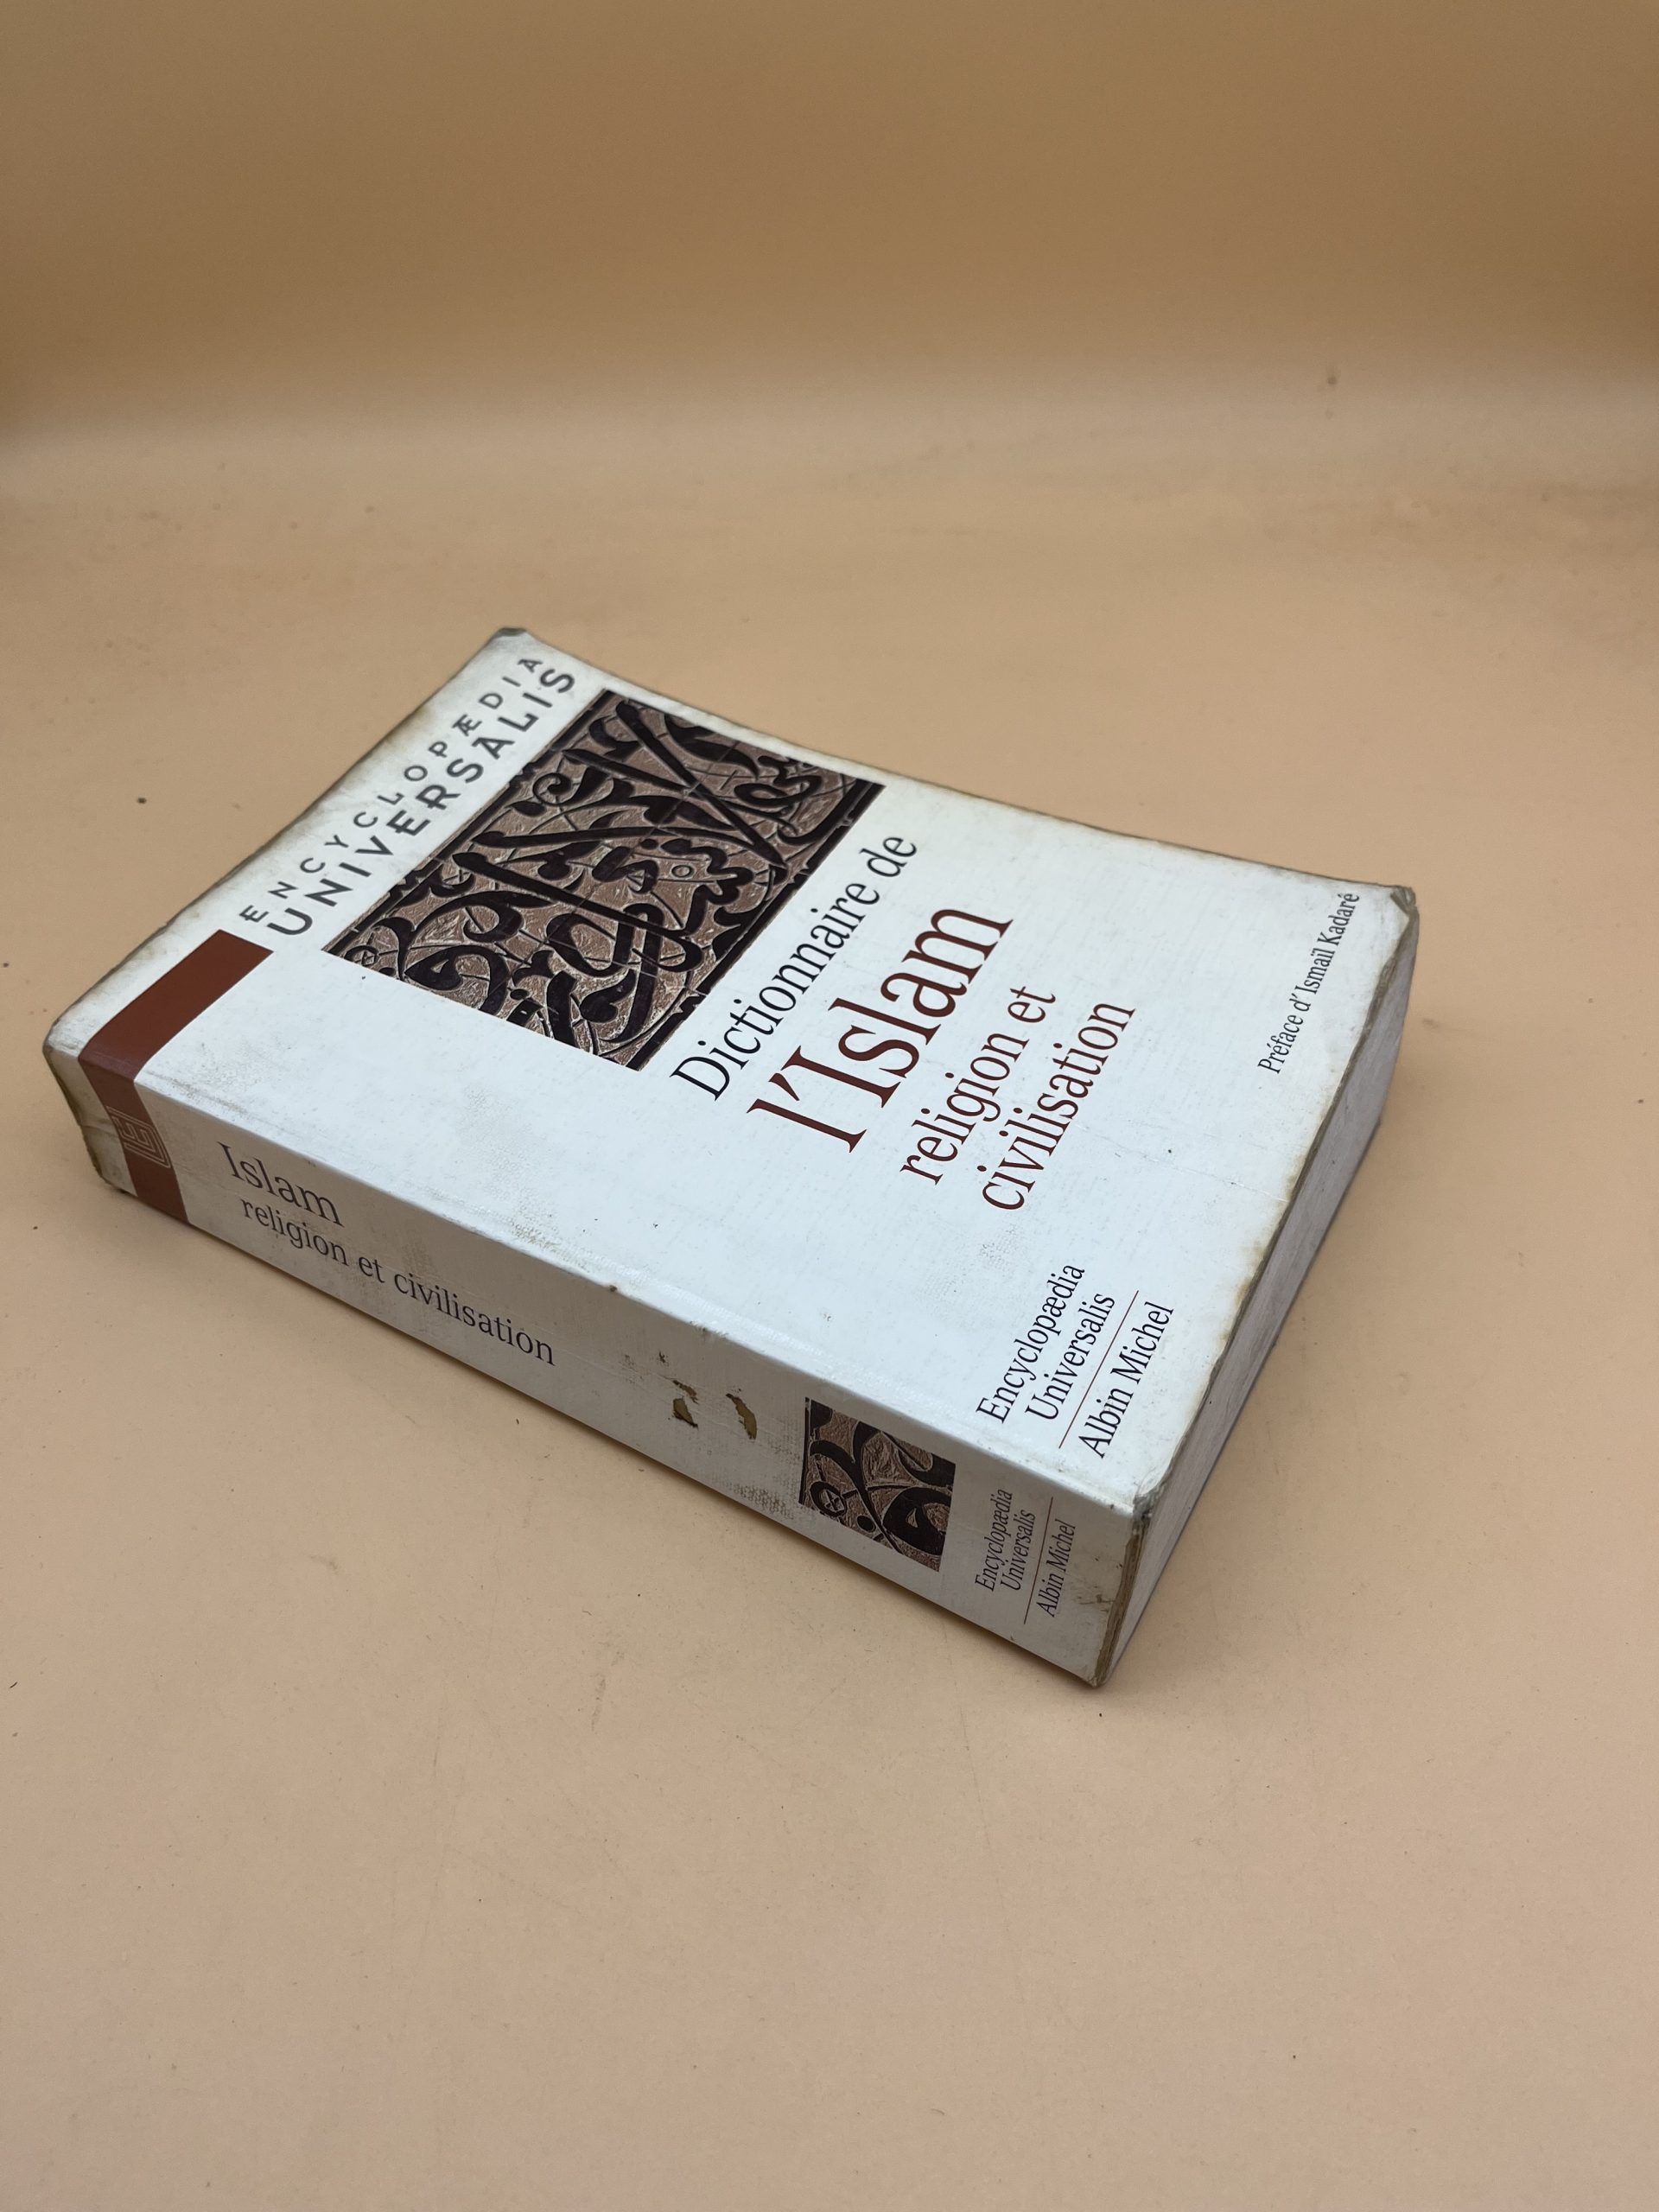 ENCYCLOPÆDIA
UNIVERSALIS
Dictionnaire de
l'Islam
religion et
civilisation
Préface d'Ismaïl Kadaré
Encyclopædia
Universalis
Albin Michel
Islam
religion et civilisation
Encyclopædia
Universalis
Albin Michel